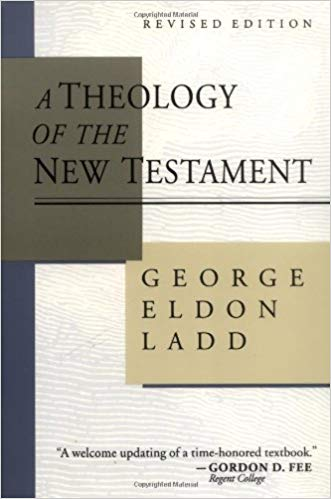 REVISED EDITION
A THEOLOGY
OF THE
NEW TESTAMENT
GEORGE
ELDON
LADD
“A welcome updating of a time-honored textbook.”
—GORDON D. FEE
Regent College